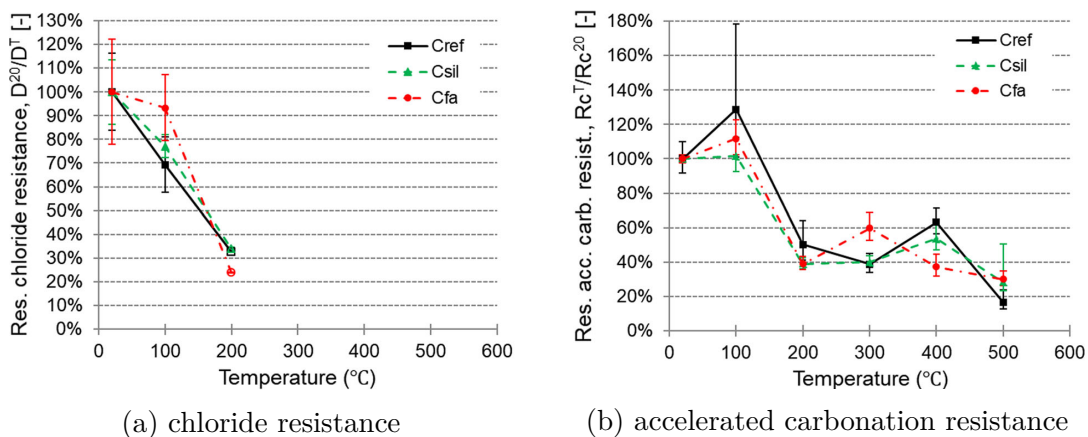 Res. chloride resistance, D²⁰/Dᵀ [-]
130%
120%
110%
100%
90%
80%
70%
60%
50%
40%
30%
20%
10%
0%
Cref
Csil
Cfa
0 100 200 300 400 500 600
Temperature (°C)
(a) chloride resistance
Res. acc. carb. resist., Rcᵀ/Rc²⁰
180%
160%
140%
120%
100%
80%
60%
40%
20%
0%
Cref
Csil
Cfa
0 100 200 300 400 500 600
Temperature (°C)
(b) accelerated carbonation resistance